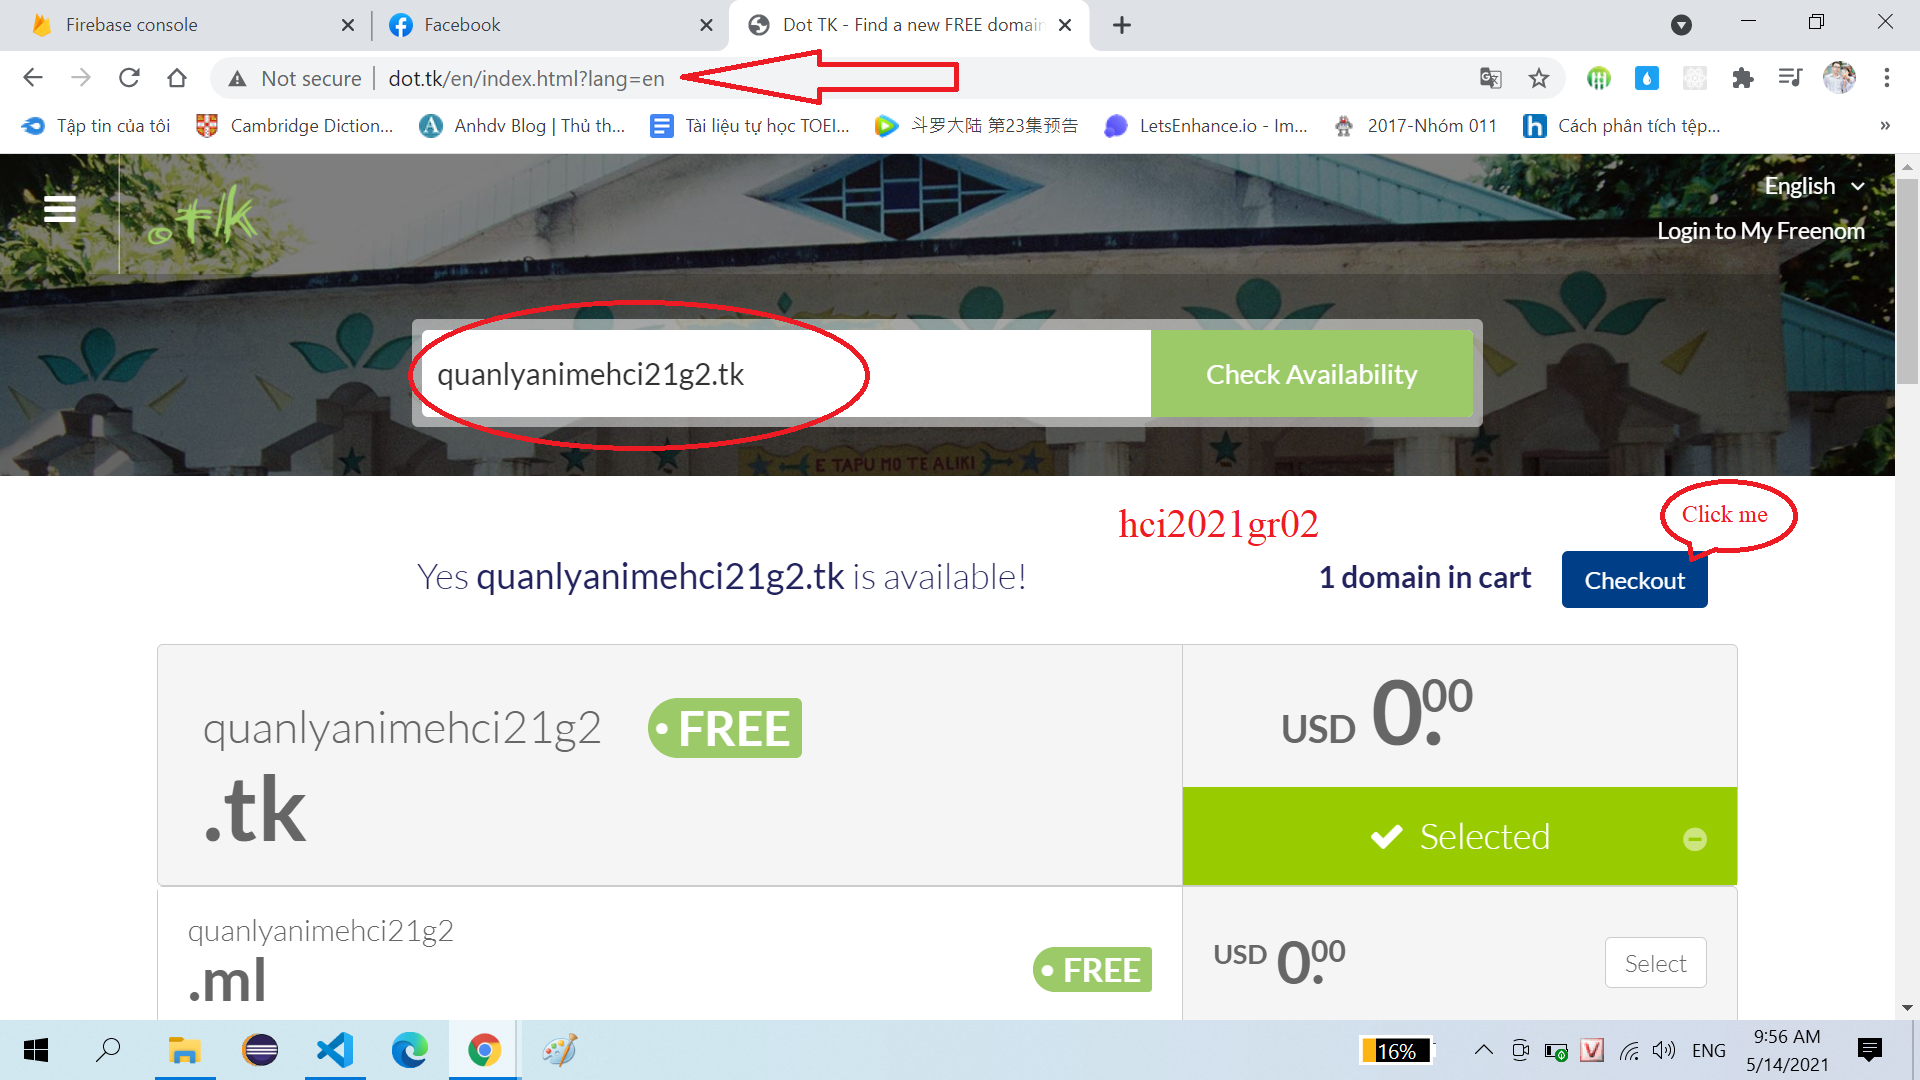 Firebase console
Facebook
Dot TK - Find a new FREE domain
Not secure
dot.tk/en/index.html?lang=en
Tập tin của tôi
Cambridge Diction...
Anhdv Blog | Thủ th...
Tài liệu tự học TOEI...
斗罗大陆 第23集预告
LetsEnhance.io - Im...
2017-Nhóm 011
Cách phân tích tệp...
»
.tk
English
Login to My Freenom
quanlyanimehci21g2.tk
Check Availability
E TAPU MO TE ALIKI
hci2021gr02
Click me
Yes quanlyanimehci21g2.tk is available!
1 domain in cart
Checkout
quanlyanimehci21g2
FREE
.tk
USD 0.00
Selected
quanlyanimehci21g2
.ml
FREE
USD 0.00
Select
16%
ENG
9:56 AM
5/14/2021